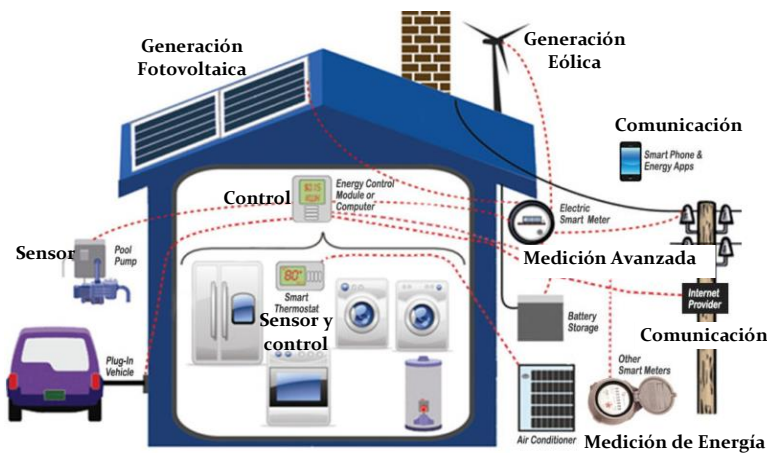 Generación
Fotovoltaica
Generación
Eólica
Comunicación
Smart Phone &
Energy Apps
Control
Energy Control
Module or
Computer
Electric
Smart Meter
Sensor
Pool
Pump
Medición Avanzada
80°
Smart
Thermostat
Sensor y
control
Internet
Provider
Battery
Storage
Comunicación
Plug-In
Vehicle
Other
Smart Meters
Air Conditioner
Medición de Energía